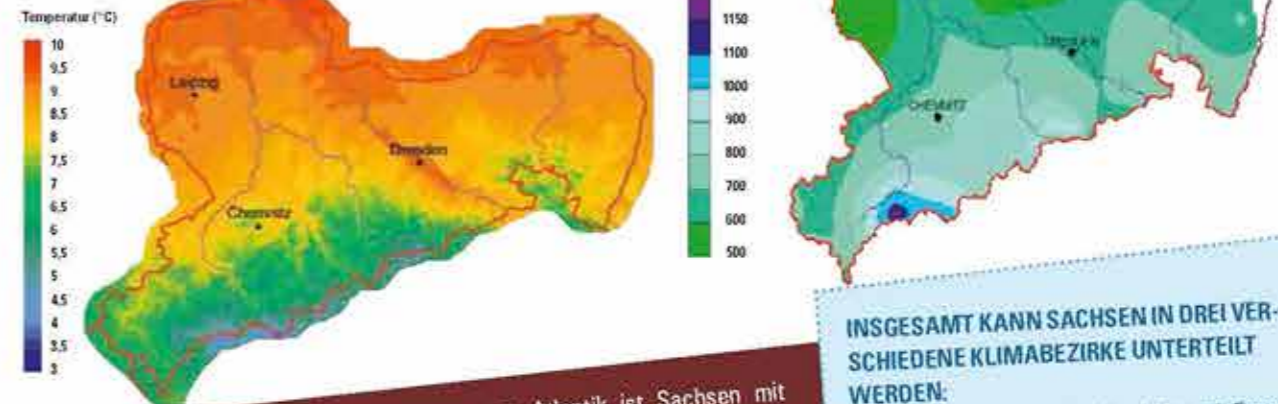 Temperatur (°C)
10
9,5
9
8,5
8
7,5
7
6,5
6
5,5
5
4,5
4
3,5
3
Leipzig
Dresden
Chemnitz
1150
1100
1000
900
800
700
600
500
DRESDEN
CHEMNITZ
ist Sachsen mit
INSGESAMT KANN SACHSEN IN DREI VER-
SCHIEDENE KLIMABEZIRKE UNTERTEILT
WERDEN: